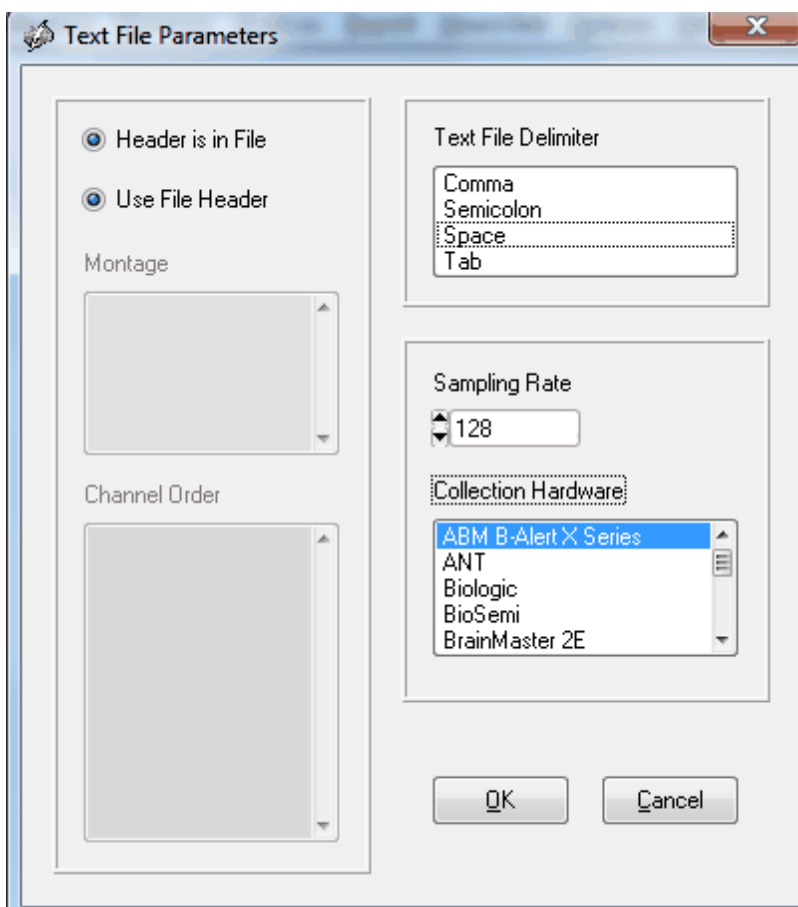 Text File Parameters
Header is in File
Use File Header
Montage
Channel Order
Text File Delimiter
Comma
Semicolon
Space
Tab
Sampling Rate
128
Collection Hardware
ABM B-Alert X Series
ANT
Biologic
BioSemi
BrainMaster 2E
OK
Cancel